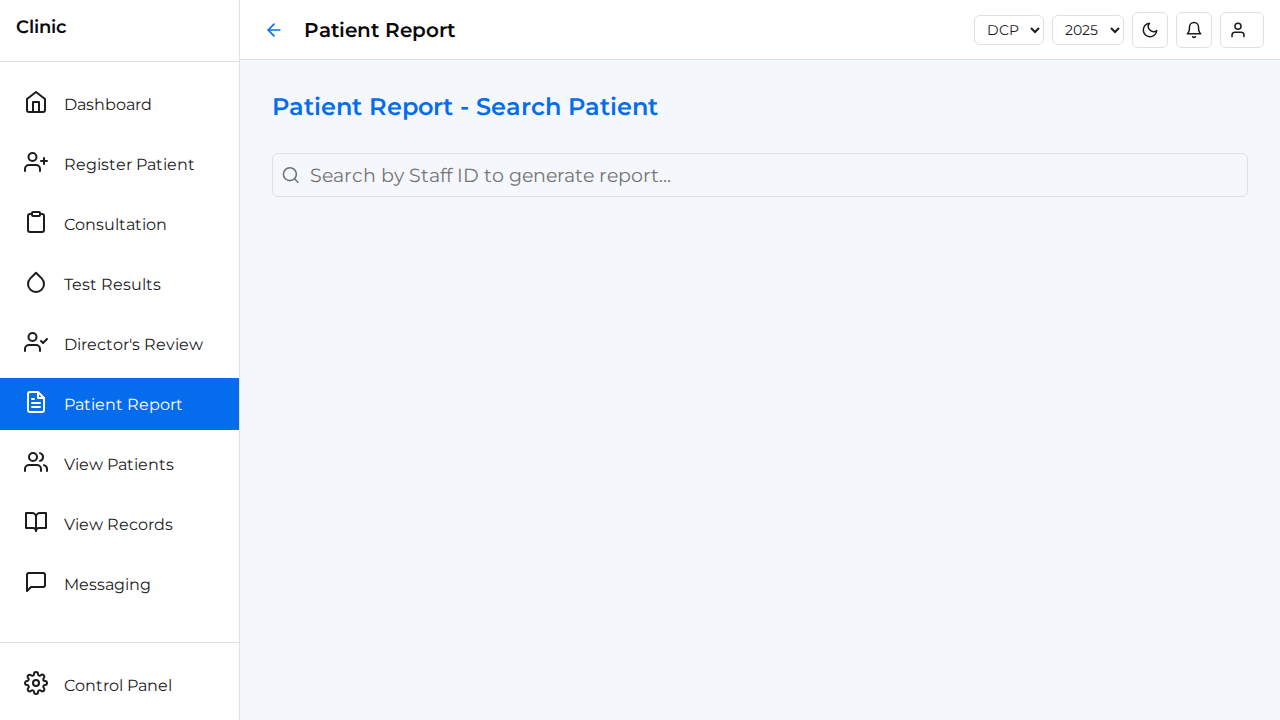 Clinic
Dashboard
Register Patient
Consultation
Test Results
Director's Review
Patient Report
View Patients
View Records
Messaging
Control Panel
Patient Report
DCP
2025
Patient Report - Search Patient
Search by Staff ID to generate report...